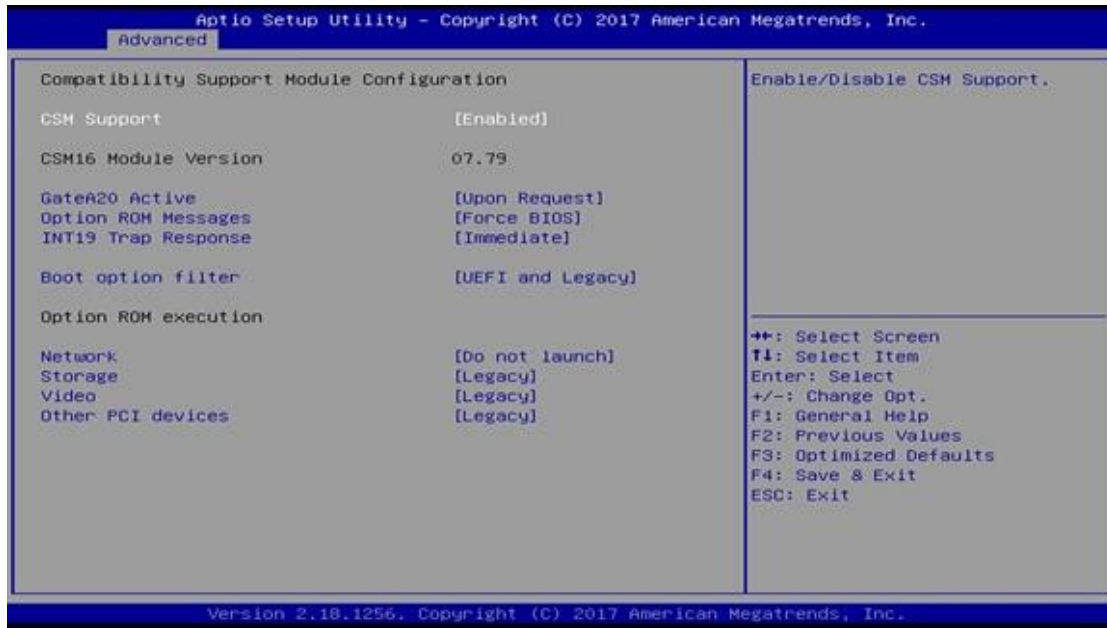 Aptio Setup Utility – Copyright (C) 2017 American Megatrends, Inc.
Advanced
Compatibility Support Module Configuration
CSM Support [Enabled]
CSM16 Module Version 07.79
GateA20 Active [Upon Request]
Option ROM Messages [Force BIOS]
INT19 Trap Response [Immediate]
Boot option filter [UEFI and Legacy]
Option ROM execution
Network [Do not launch]
Storage [Legacy]
Video [Legacy]
Other PCI devices [Legacy]
Enable/Disable CSM Support.
→←: Select Screen
↑↓: Select Item
Enter: Select
+/-: Change Opt.
F1: General Help
F2: Previous Values
F3: Optimized Defaults
F4: Save & Exit
ESC: Exit
Version 2.18.1256. Copyright (C) 2017 American Megatrends, Inc.